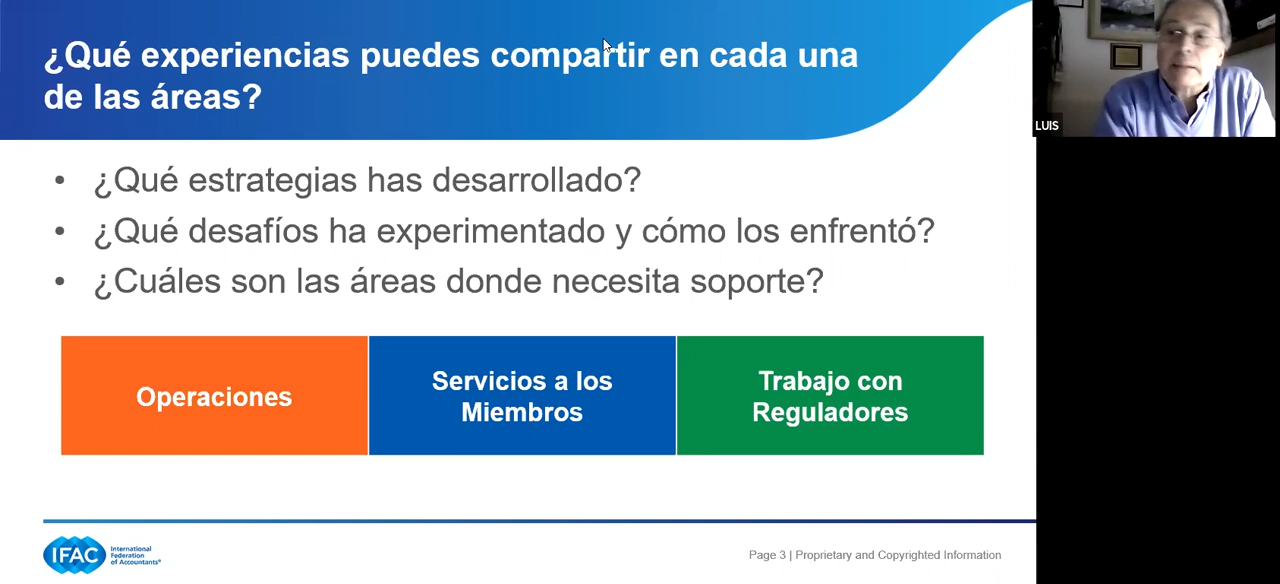 ¿Qué experiencias puedes compartir en cada una
de las áreas?
LUIS
• ¿Qué estrategias has desarrollado?
• ¿Qué desafíos ha experimentado y cómo los enfrentó?
• ¿Cuáles son las áreas donde necesita soporte?
Operaciones
Servicios a los
Miembros
Trabajo con
Reguladores
IFAC
International
Federation
of Accountants®
Page 3 | Proprietary and Copyrighted Information